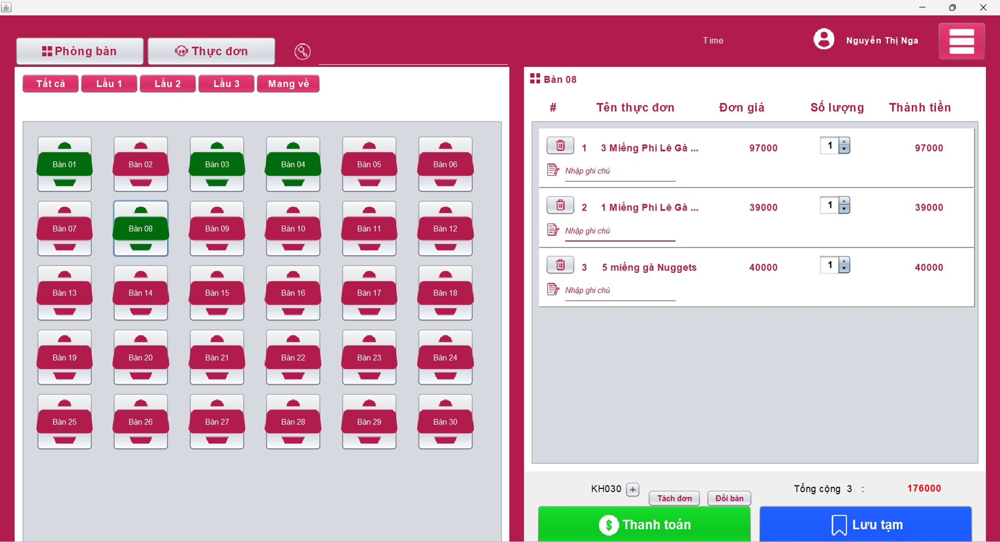 Time
Nguyễn Thị Nga
Phòng bàn
Thực đơn
Tất cả
Lầu 1
Lầu 2
Lầu 3
Mang về
Bàn 01
Bàn 02
Bàn 03
Bàn 04
Bàn 05
Bàn 06
Bàn 07
Bàn 08
Bàn 09
Bàn 10
Bàn 11
Bàn 12
Bàn 13
Bàn 14
Bàn 15
Bàn 16
Bàn 17
Bàn 18
Bàn 19
Bàn 20
Bàn 21
Bàn 22
Bàn 23
Bàn 24
Bàn 25
Bàn 26
Bàn 27
Bàn 28
Bàn 29
Bàn 30
Bàn 08
# Tên thực đơn Đơn giá Số lượng Thành tiền
1 3 Miếng Phi Lê Gà ... 97000 1 97000
Nhập ghi chú
2 1 Miếng Phi Lê Gà ... 39000 1 39000
Nhập ghi chú
3 5 miếng gà Nuggets 40000 1 40000
Nhập ghi chú
KH030 +
Tổng cộng 3 : 176000
Tách đơn
Đổi bàn
$ Thanh toán
Lưu tạm